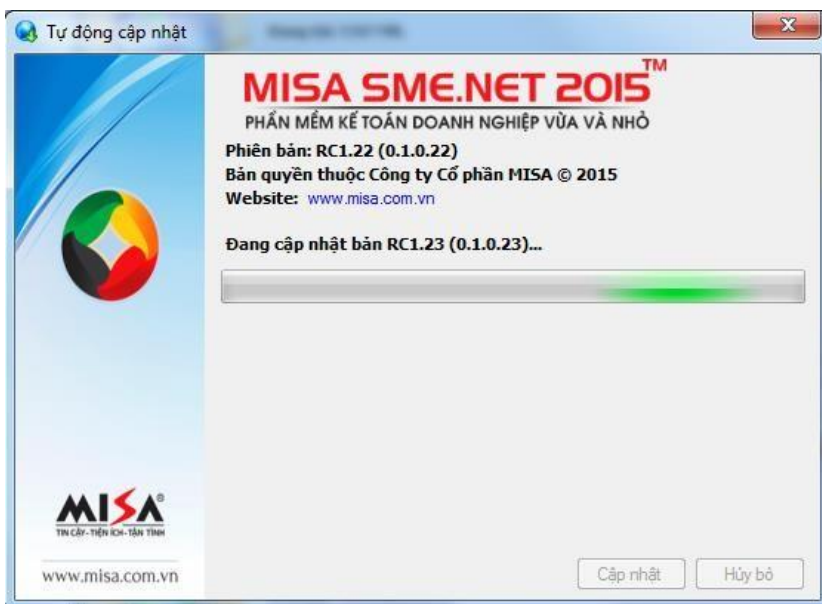 Tự động cập nhật
MISA SME.NET 2015™
PHẦN MỀM KẾ TOÁN DOANH NGHIỆP VỪA VÀ NHỎ
Phiên bản: RC1.22 (0.1.0.22)
Bản quyền thuộc Công ty Cổ phần MISA © 2015
Website: www.misa.com.vn
Đang cập nhật bản RC1.23 (0.1.0.23)...
MISA®
TIN CẬY-TIỆN ÍCH-TẬN TÌNH
www.misa.com.vn
Cập nhật
Hủy bỏ